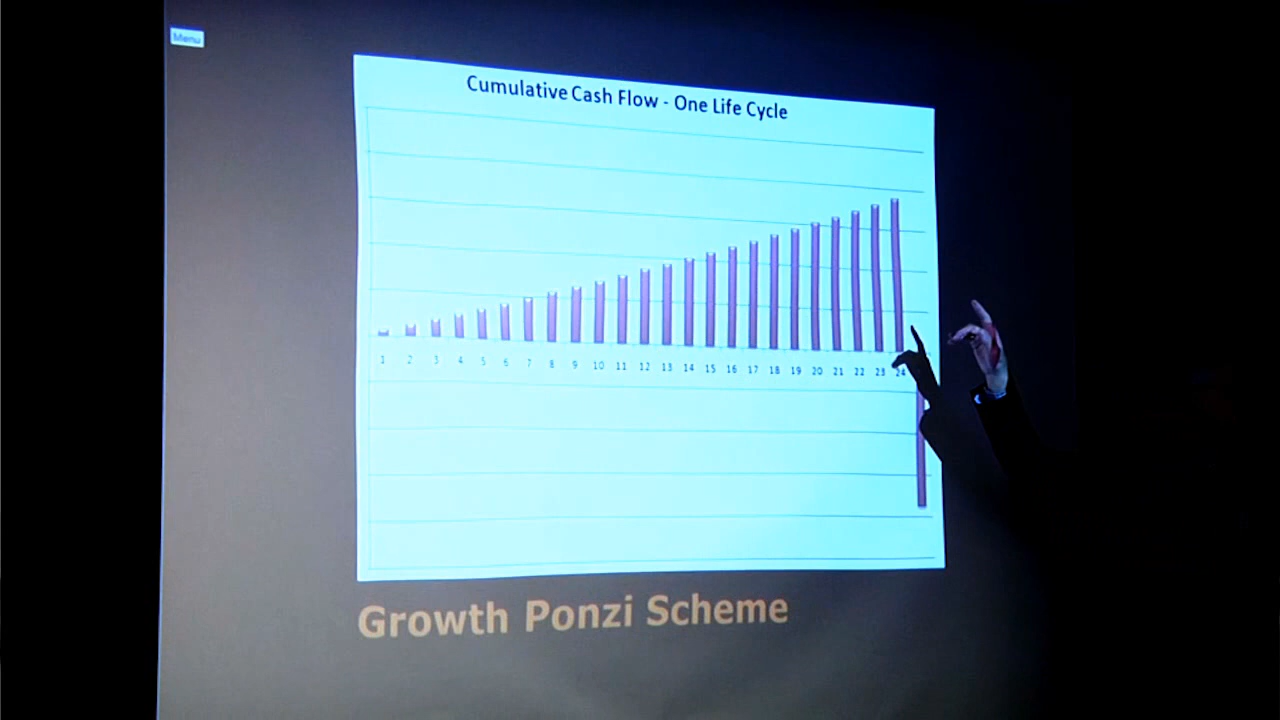 Menu
Cumulative Cash Flow - One Life Cycle
1 2 3 4 5 6 7 8 9 10 11 12 13 14 15 16 17 18 19 20 21 22 23 24
Growth Ponzi Scheme